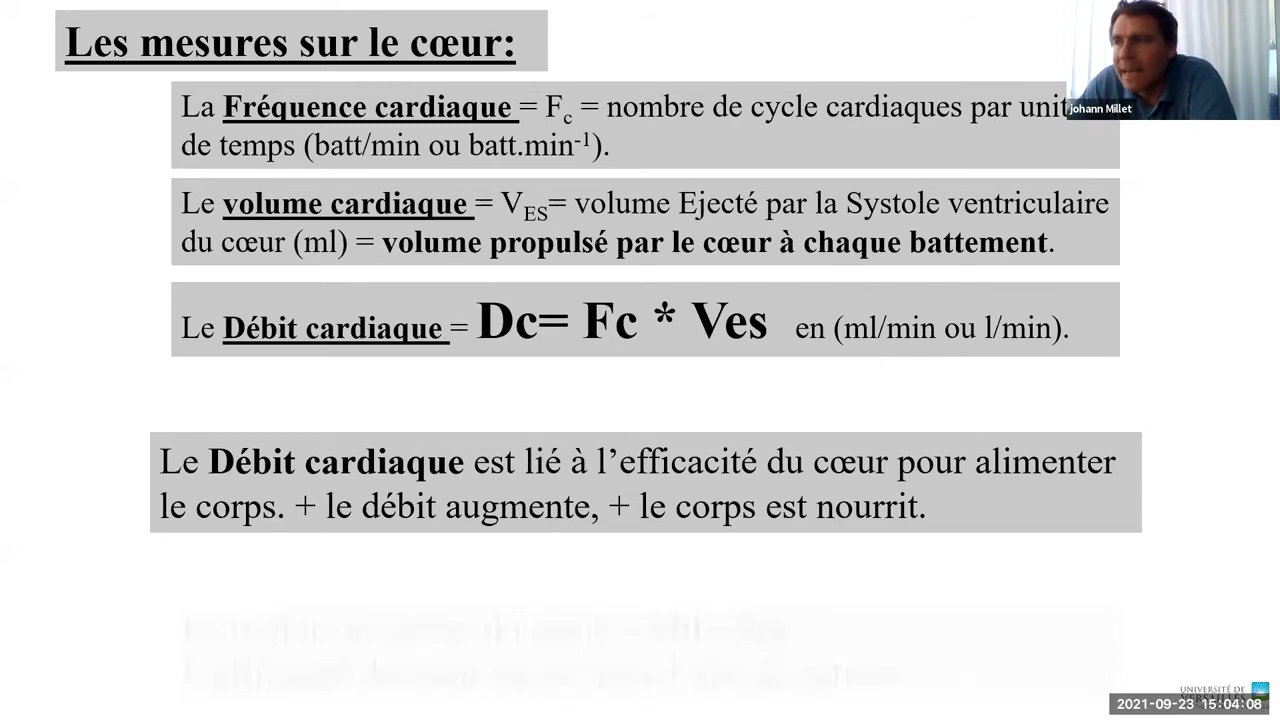 Les mesures sur le cœur:
La Fréquence cardiaque = Fc = nombre de cycle cardiaques par unit
de temps (batt/min ou batt.min-1).
Le volume cardiaque = VES= volume Ejecté par la Systole ventriculaire
du cœur (ml) = volume propulsé par le cœur à chaque battement.
Le Débit cardiaque = Dc= Fc * Ves en (ml/min ou l/min).
Le Débit cardiaque est lié à l’efficacité du cœur pour alimenter
le corps. + le débit augmente, + le corps est nourrit.
johann Millet
UNIVERSITÉ DE
2021-09-23 15:04:08